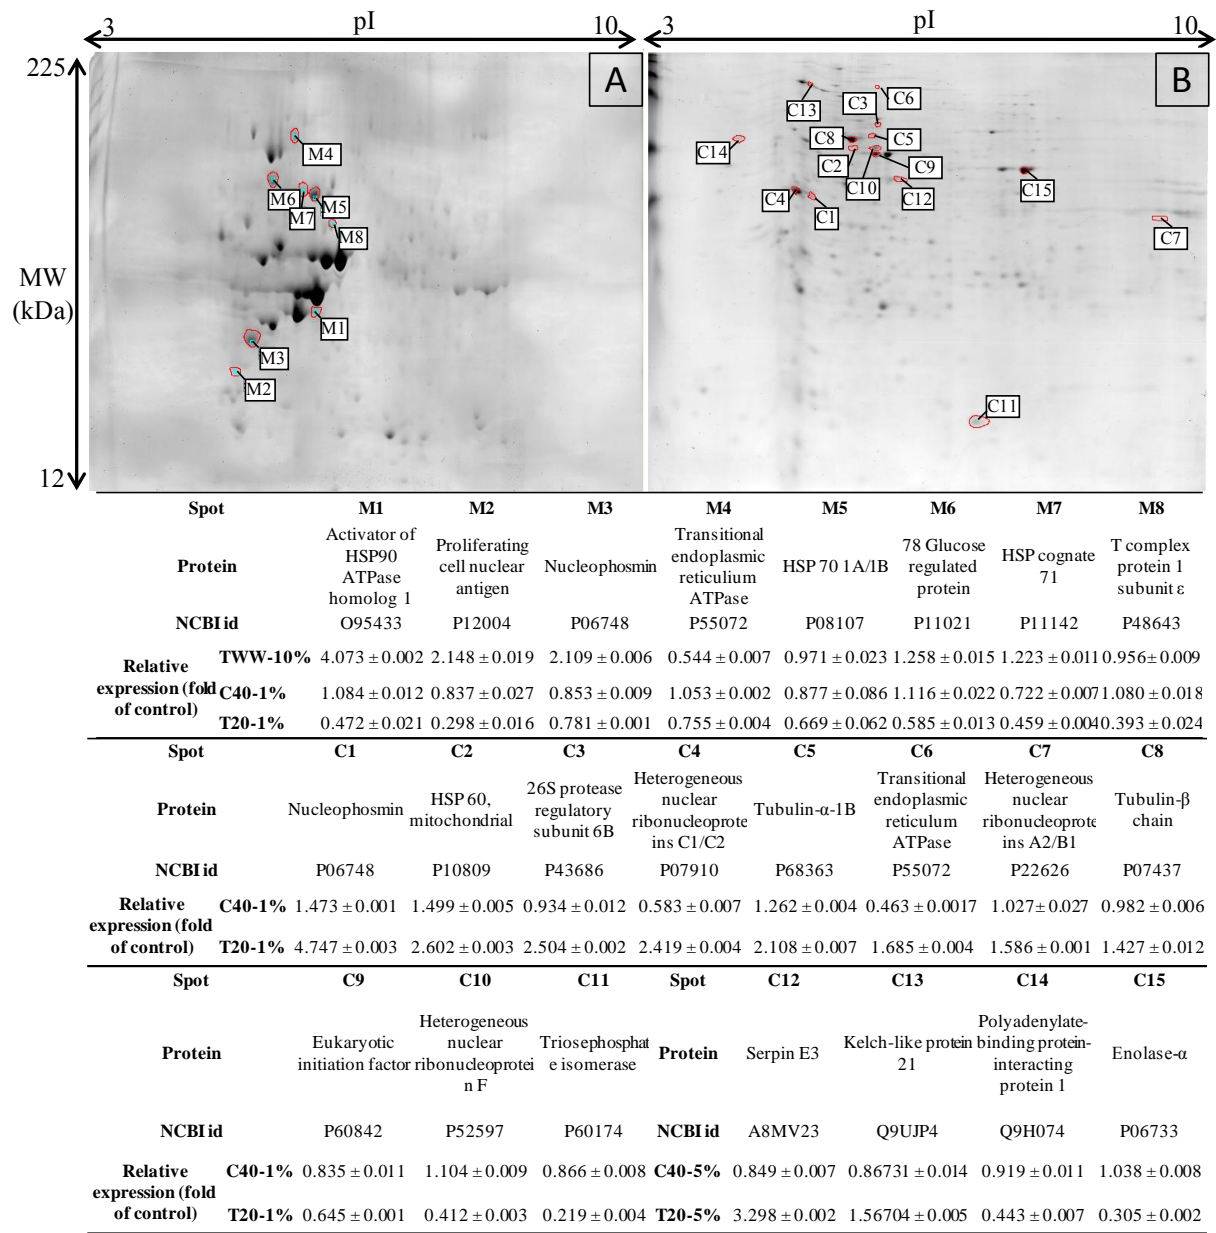 3 pI 10 3 pI 10
225 A B
M4
M6
M7
M5
M8
M1
M3
M2
C13
C3
C6
C8
C5
C14
C2
C10
C9
C12
C15
C4
C1
C7
C11
MW
(kDa)
12
Spot M1 M2 M3 M4 M5 M6 M7 M8
Protein
Activator of
HSP90
ATPase
homolog 1
Proliferating
cell nuclear
antigen
Nucleophosmin
Transitional
endoplasmic
reticulium
ATPase
HSP 70 1A/1B
78 Glucose
regulated
protein
HSP cognate
71
T complex
protein 1
subunit ε
NCBI id O95433 P12004 P06748 P55072 P08107 P11021 P11142 P48643
Relative
expression (fold
of control)
TWW-10% 4.073 ± 0.002 2.148 ± 0.019 2.109 ± 0.006 0.544 ± 0.007 0.971 ± 0.023 1.258 ± 0.015 1.223 ± 0.011 0.956 ± 0.009
C40-1% 1.084 ± 0.012 0.837 ± 0.027 0.853 ± 0.009 1.053 ± 0.002 0.877 ± 0.086 1.116 ± 0.022 0.722 ± 0.007 1.080 ± 0.018
T20-1% 0.472 ± 0.021 0.298 ± 0.016 0.781 ± 0.001 0.755 ± 0.004 0.669 ± 0.062 0.585 ± 0.013 0.459 ± 0.004 0.393 ± 0.024
Spot C1 C2 C3 C4 C5 C6 C7 C8
Protein
Nucleophosmin
HSP 60,
mitochondrial
26S protease
regulatory
subunit 6B
Heterogeneous
nuclear
ribonucleoprote
ins C1/C2
Tubulin-α-1B
Transitional
endoplasmic
reticulum
ATPase
Heterogeneous
nuclear
ribonucleoprote
ins A2/B1
Tubulin-β
chain
NCBI id P06748 P10809 P43686 P07910 P68363 P55072 P22626 P07437
Relative
expression (fold
of control)
C40-1% 1.473 ± 0.001 1.499 ± 0.005 0.934 ± 0.012 0.583 ± 0.007 1.262 ± 0.004 0.463 ± 0.0017 1.027 ± 0.027 0.982 ± 0.006
T20-1% 4.747 ± 0.003 2.602 ± 0.003 2.504 ± 0.002 2.419 ± 0.004 2.108 ± 0.007 1.685 ± 0.004 1.586 ± 0.001 1.427 ± 0.012
Spot C9 C10 C11 Spot C12 C13 C14 C15
Protein
Eukaryotic
initiation factor
Heterogeneous
nuclear
ribonucleoprotei
n F
Triosephosphat
e isomerase
Protein
Serpin E3
Kelch-like protein
21
Polyadenylate-
binding protein-
interacting
protein 1
Enolase-α
NCBI id P60842 P52597 P60174 NCBI id A8MV23 Q9UJP4 Q9H074 P06733
Relative
expression (fold
of control)
C40-1% 0.835 ± 0.011 1.104 ± 0.009 0.866 ± 0.008 C40-5% 0.849 ± 0.007 0.86731 ± 0.014 0.919 ± 0.011 1.038 ± 0.008
T20-1% 0.645 ± 0.001 0.412 ± 0.003 0.219 ± 0.004 T20-5% 3.298 ± 0.002 1.56704 ± 0.005 0.443 ± 0.007 0.305 ± 0.002